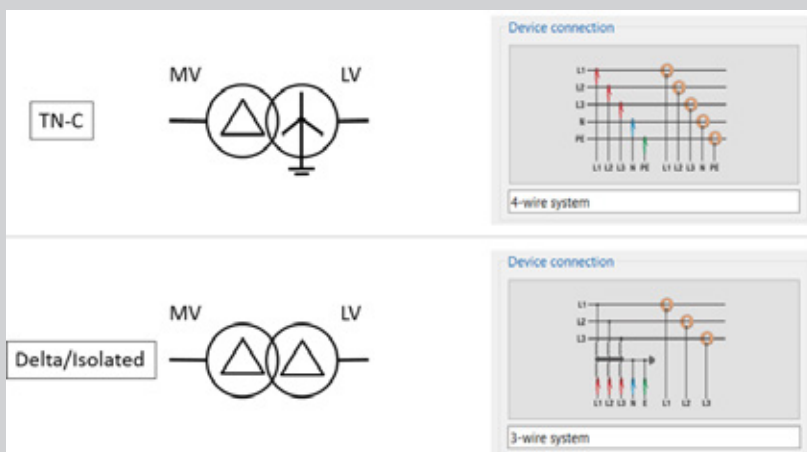 Device connection
MV LV
TN-C
L1
L2
L3
N
PE
L1 L2 L3 N PE L1 L2 L3 N PE
4-wire system
Device connection
MV LV
Delta/Isolated
L1
L2
L3
L1 L2 L3 N E L1 L2 L3
3-wire system